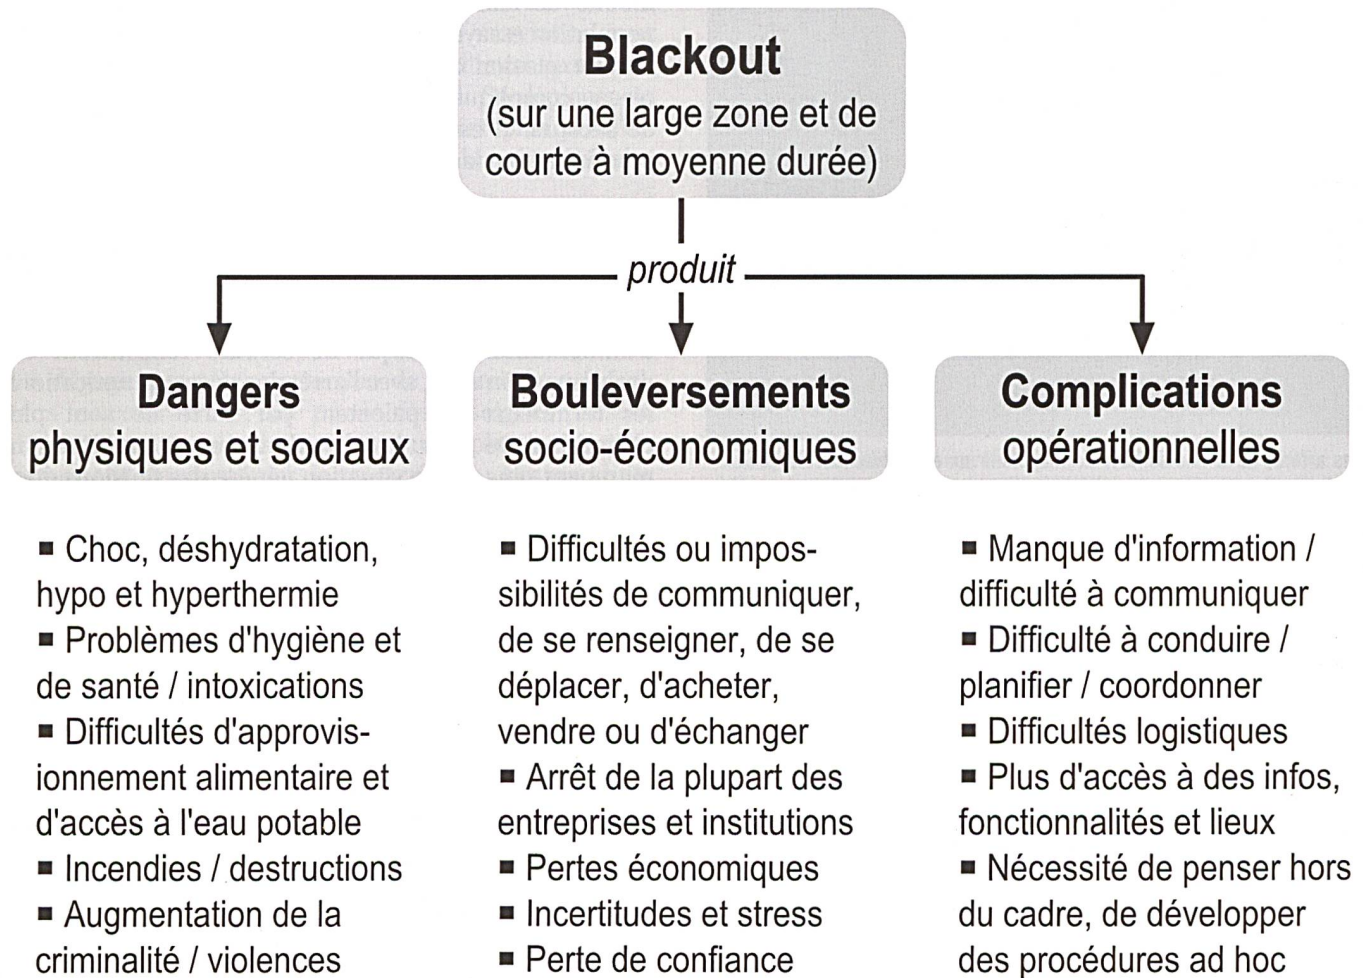 Blackout
(sur une large zone et de
courte à moyenne durée)
produit
Dangers
physiques et sociaux
■ Choc, déshydratation,
hypo et hyperthermie
■ Problèmes d'hygiène et
de santé / intoxications
■ Difficultés d'approvis-
ionnement alimentaire et
d'accès à l'eau potable
■ Incendies / destructions
■ Augmentation de la
criminalité / violences
Bouleversements
socio-économiques
■ Difficultés ou impos-
sibilités de communiquer,
de se renseigner, de se
déplacer, d'acheter,
vendre ou d'échanger
■ Arrêt de la plupart des
entreprises et institutions
■ Pertes économiques
■ Incertitudes et stress
■ Perte de confiance
Complications
opérationnelles
■ Manque d'information /
difficulté à communiquer
■ Difficulté à conduire /
planifier / coordonner
■ Difficultés logistiques
■ Plus d'accès à des infos,
fonctionnalités et lieux
■ Nécessité de penser hors
du cadre, de développer
des procédures ad hoc